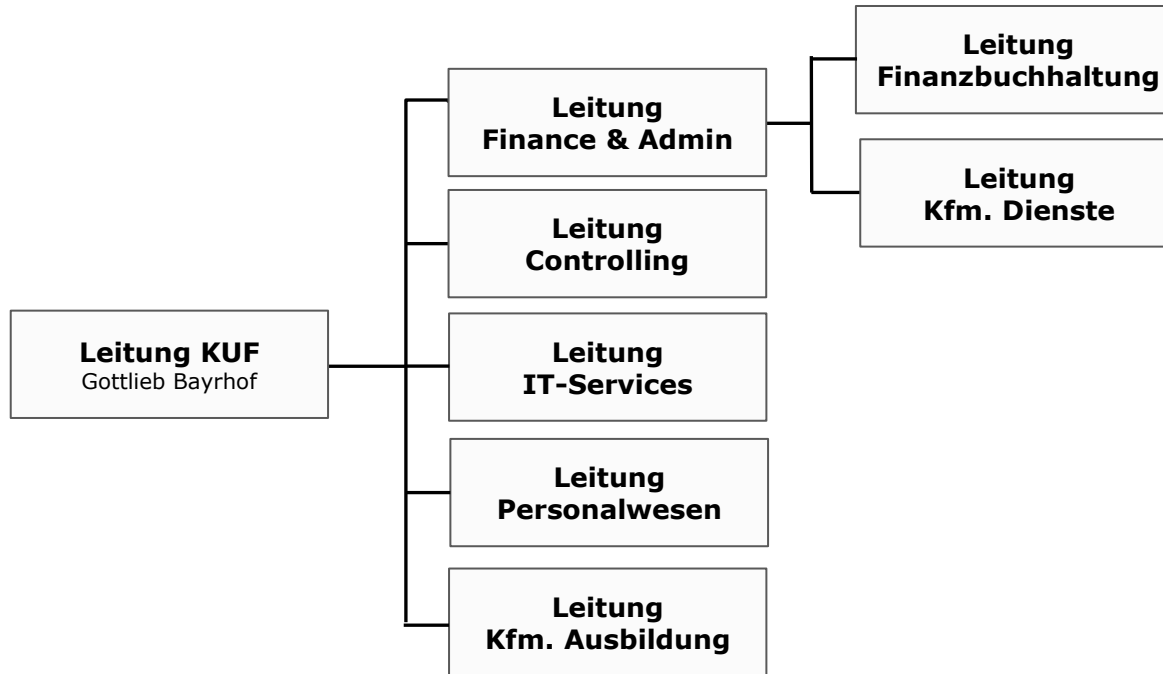 Leitung
Finanzbuchhaltung
Leitung
Finance & Admin
Leitung
Kfm. Dienste
Leitung
Controlling
Leitung KUF
Gottlieb Bayrhof
Leitung
IT-Services
Leitung
Personalwesen
Leitung
Kfm. Ausbildung